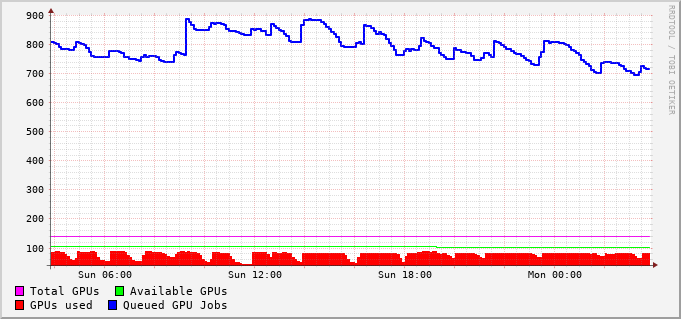 900
800
700
600
500
400
300
200
100
Sun 06:00 Sun 12:00 Sun 18:00 Mon 00:00
Total GPUs Available GPUs
GPUs used Queued GPU Jobs
RRDTOOL / TOBI OETIKER